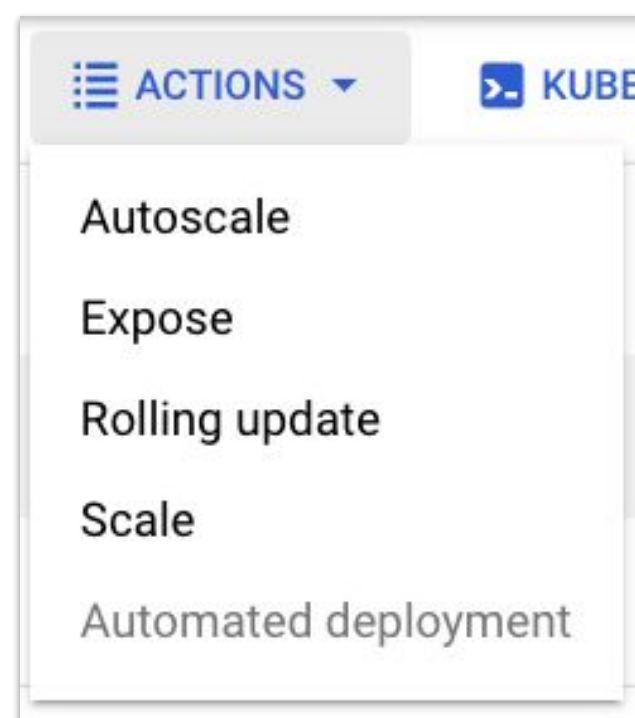 ACTIONS
Autoscale
Expose
Rolling update
Scale
Automated deployment